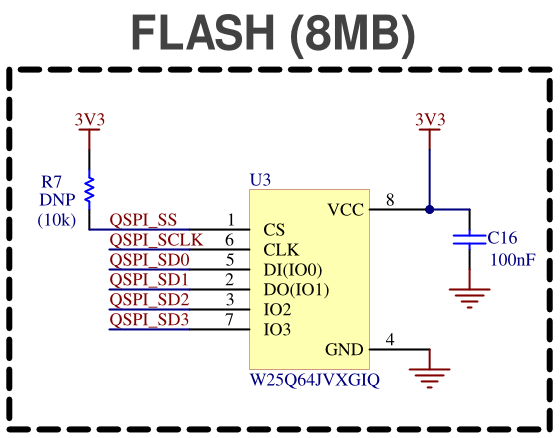 FLASH (8MB)
3V3
3V3
R7
DNP
(10k)
U3
QSPI_SS 1 CS
VCC 8
QSPI_SCLK 6 CLK
QSPI_SD0 5 DI(IO0)
QSPI_SD1 2 DO(IO1)
QSPI_SD2 3 IO2
QSPI_SD3 7 IO3
C16
100nF
GND 4
W25Q64JVXGIQ